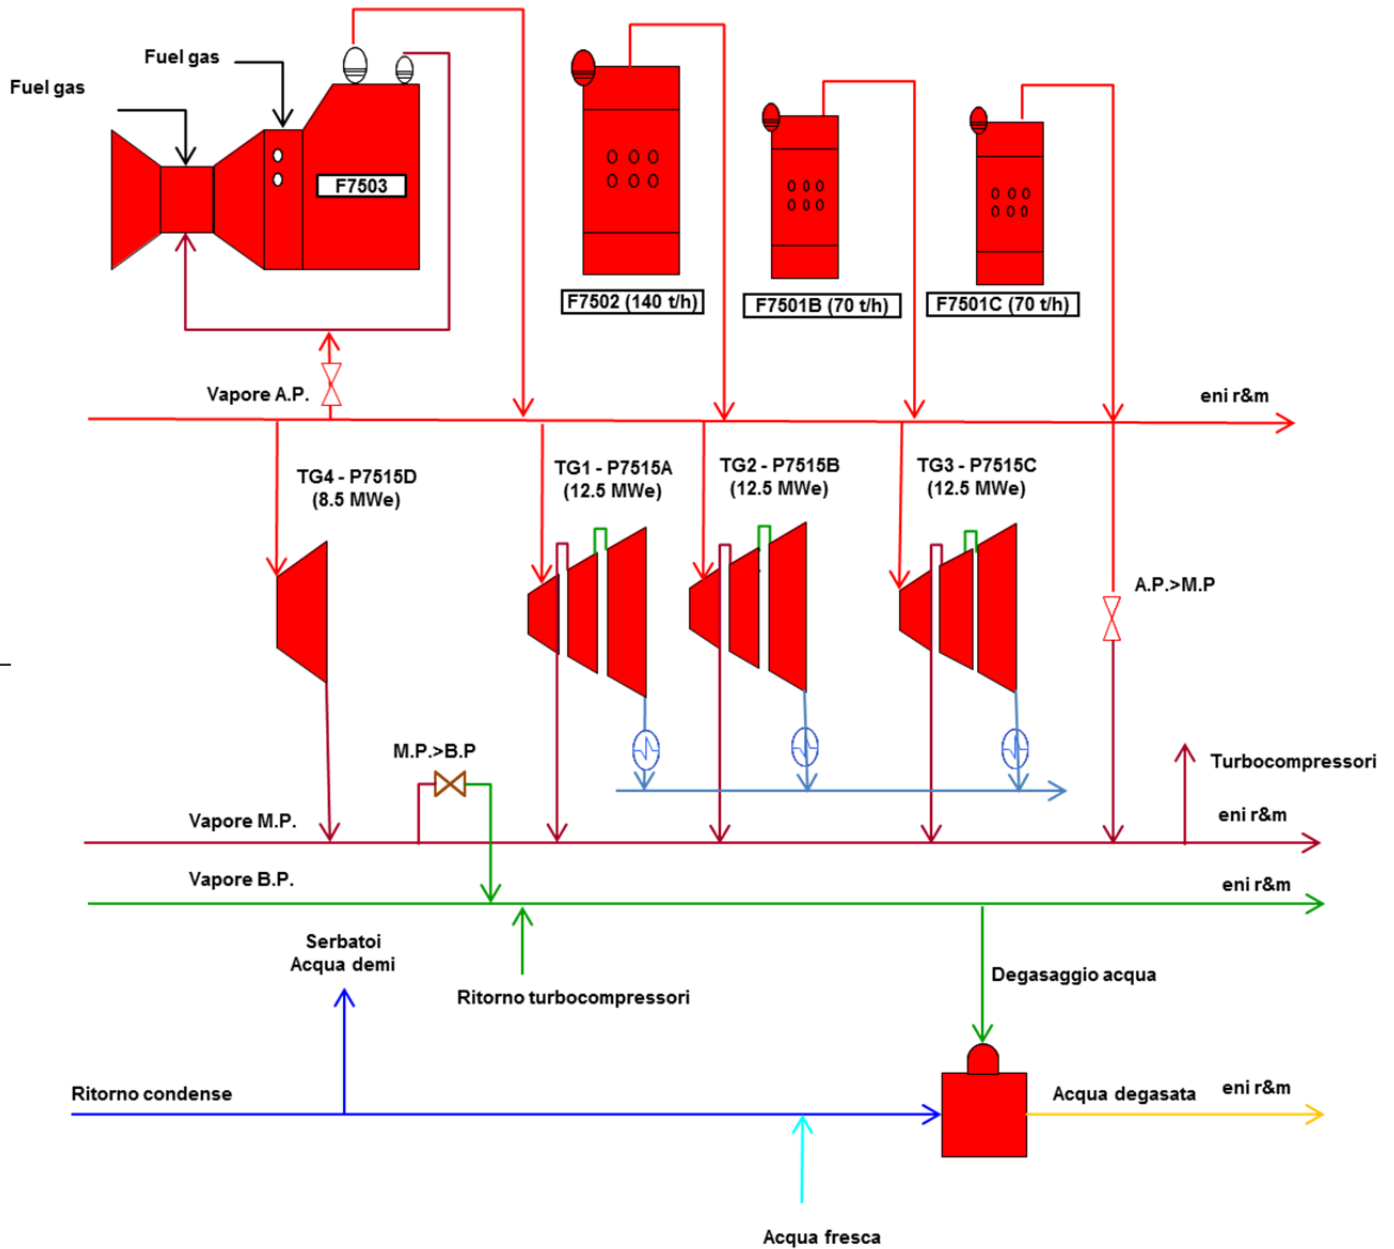 Fuel gas
Fuel gas
F7503
F7502 (140 t/h)
F7501B (70 t/h)
F7501C (70 t/h)
Vapore A.P.
eni r&m
TG4 - P7515D
(8.5 MWe)
TG1 - P7515A
(12.5 MWe)
TG2 - P7515B
(12.5 MWe)
TG3 - P7515C
(12.5 MWe)
A.P.>M.P
M.P.>B.P
Turbocompressori
Vapore M.P.
eni r&m
Vapore B.P.
eni r&m
Serbatoi
Acqua demi
Ritorno turbocompressori
Degasaggio acqua
Ritorno condense
Acqua degasata
eni r&m
Acqua fresca